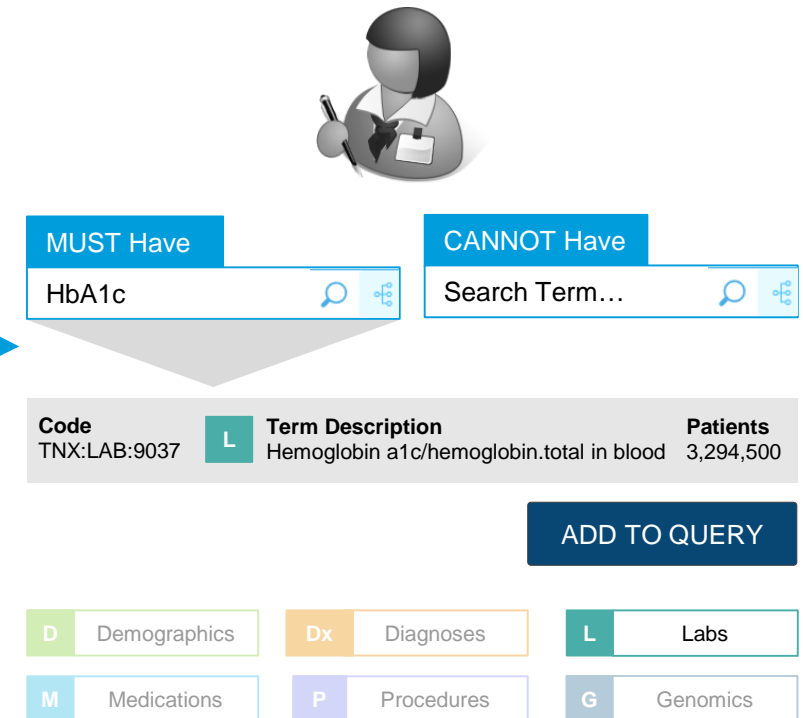 MUST Have
CANNOT Have
HbA1c
Search Term…
Code
Term Description
Patients
TNX:LAB:9037
L
Hemoglobin a1c/hemoglobin.total in blood
3,294,500
ADD TO QUERY
D Demographics
Dx Diagnoses
L Labs
M Medications
P Procedures
G Genomics